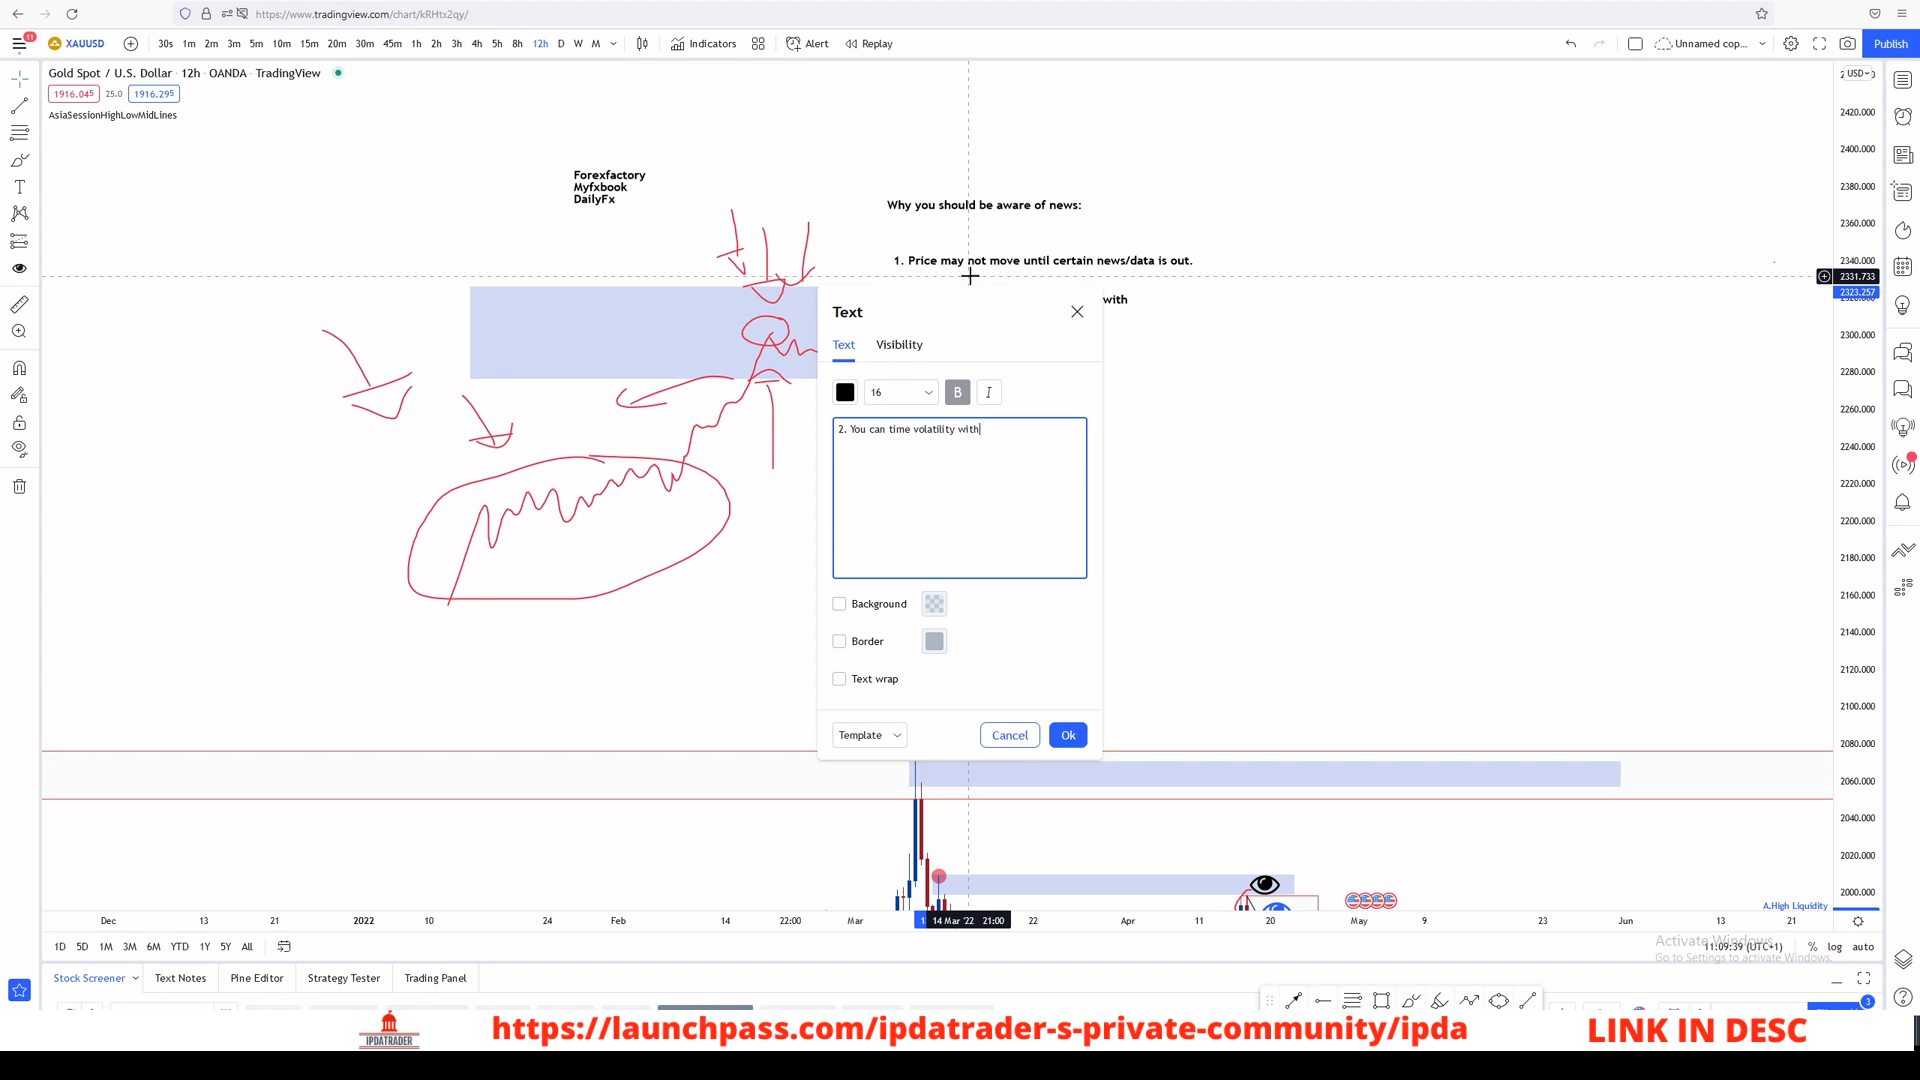 https://www.tradingview.com/chart/kRHtx2qy/
11
XAUUSD
30s 1m 2m 3m 5m 10m 15m 20m 30m 45m 1h 2h 3h 4h 5h 8h 12h D W M
Indicators
Alert
Replay
Unnamed cop...
Publish
Gold Spot / U.S. Dollar · 12h · OANDA · TradingView
1916.045 25.0 1916.295
AsiaSessionHighLowMidLines
USD
2420.000
2400.000
2380.000
2360.000
2340.000
2331.733
2323.257
2300.000
2280.000
2260.000
2240.000
2220.000
2200.000
2180.000
2160.000
2140.000
2120.000
2100.000
2080.000
2060.000
2040.000
2020.000
2000.000
Forexfactory
Myfxbook
DailyFx
Why you should be aware of news:
1. Price may not move until certain news/data is out.
with
Text
Text Visibility
16 B I
2. You can time volatility with
Background
Border
Text wrap
Template
Cancel
Ok
A.High Liquidity
Dec 13 21 2022 10 24 Feb 14 22:00 Mar 14 Mar '22 21:00 22 Apr 11 20 May 9 23 Jun 13 21
1D 5D 1M 3M 6M YTD 1Y 5Y All
11:09:39 (UTC+1)
% log auto
Activate Windows
Go to Settings to activate Windows.
Stock Screener Text Notes Pine Editor Strategy Tester Trading Panel
3
IPDATRADER
https://launchpass.com/ipdatrader-s-private-community/ipda
LINK IN DESC